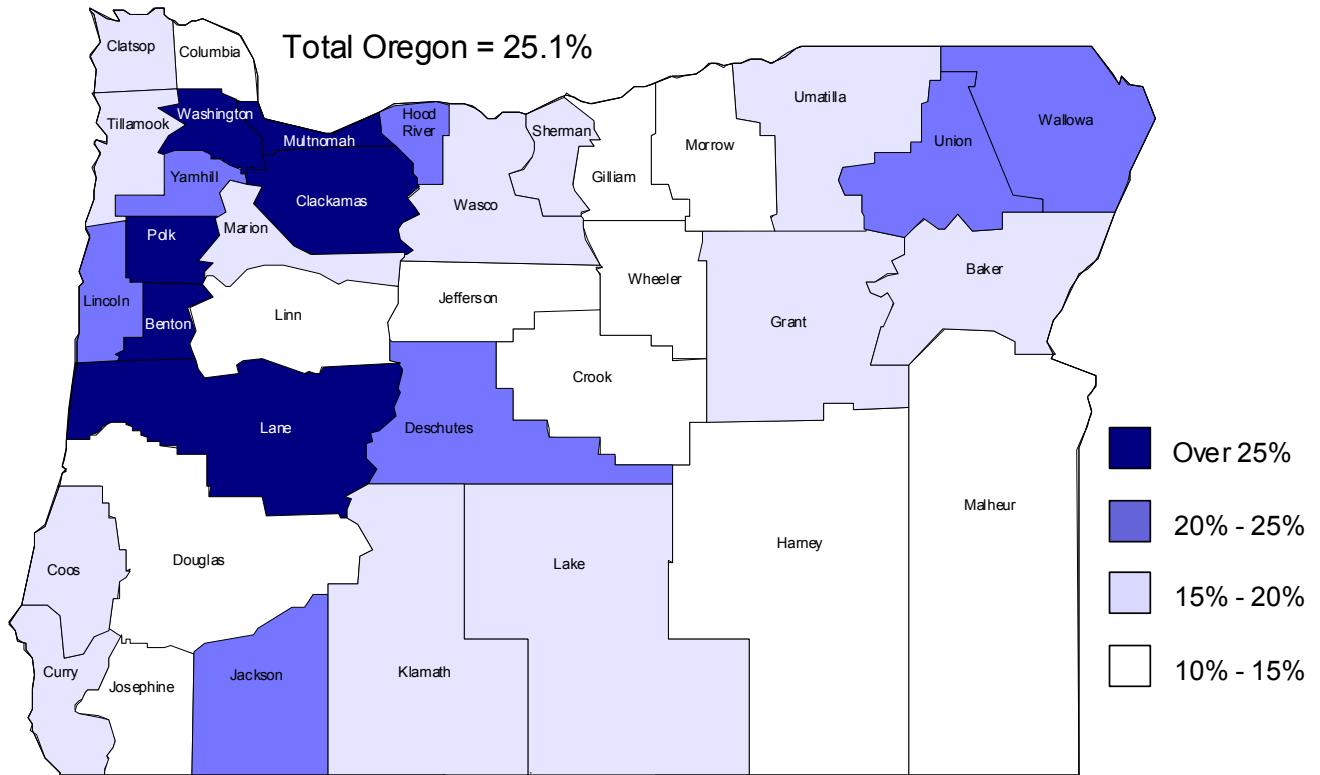 Total Oregon = 25.1%
Clatsop
Columbia
Tillamook
Washington
Multnomah
Hood
River
Sherman
Umatilla
Wallowa
Union
Morrow
Gilliam
Yamhill
Clackamas
Wasco
Marion
Polk
Wheeler
Baker
Lincoln
Benton
Linn
Jefferson
Grant
Crook
Lane
Deschutes
Malheur
Harney
Douglas
Coos
Lake
Curry
Josephine
Jackson
Klamath
Over 25%
20% - 25%
15% - 20%
10% - 15%